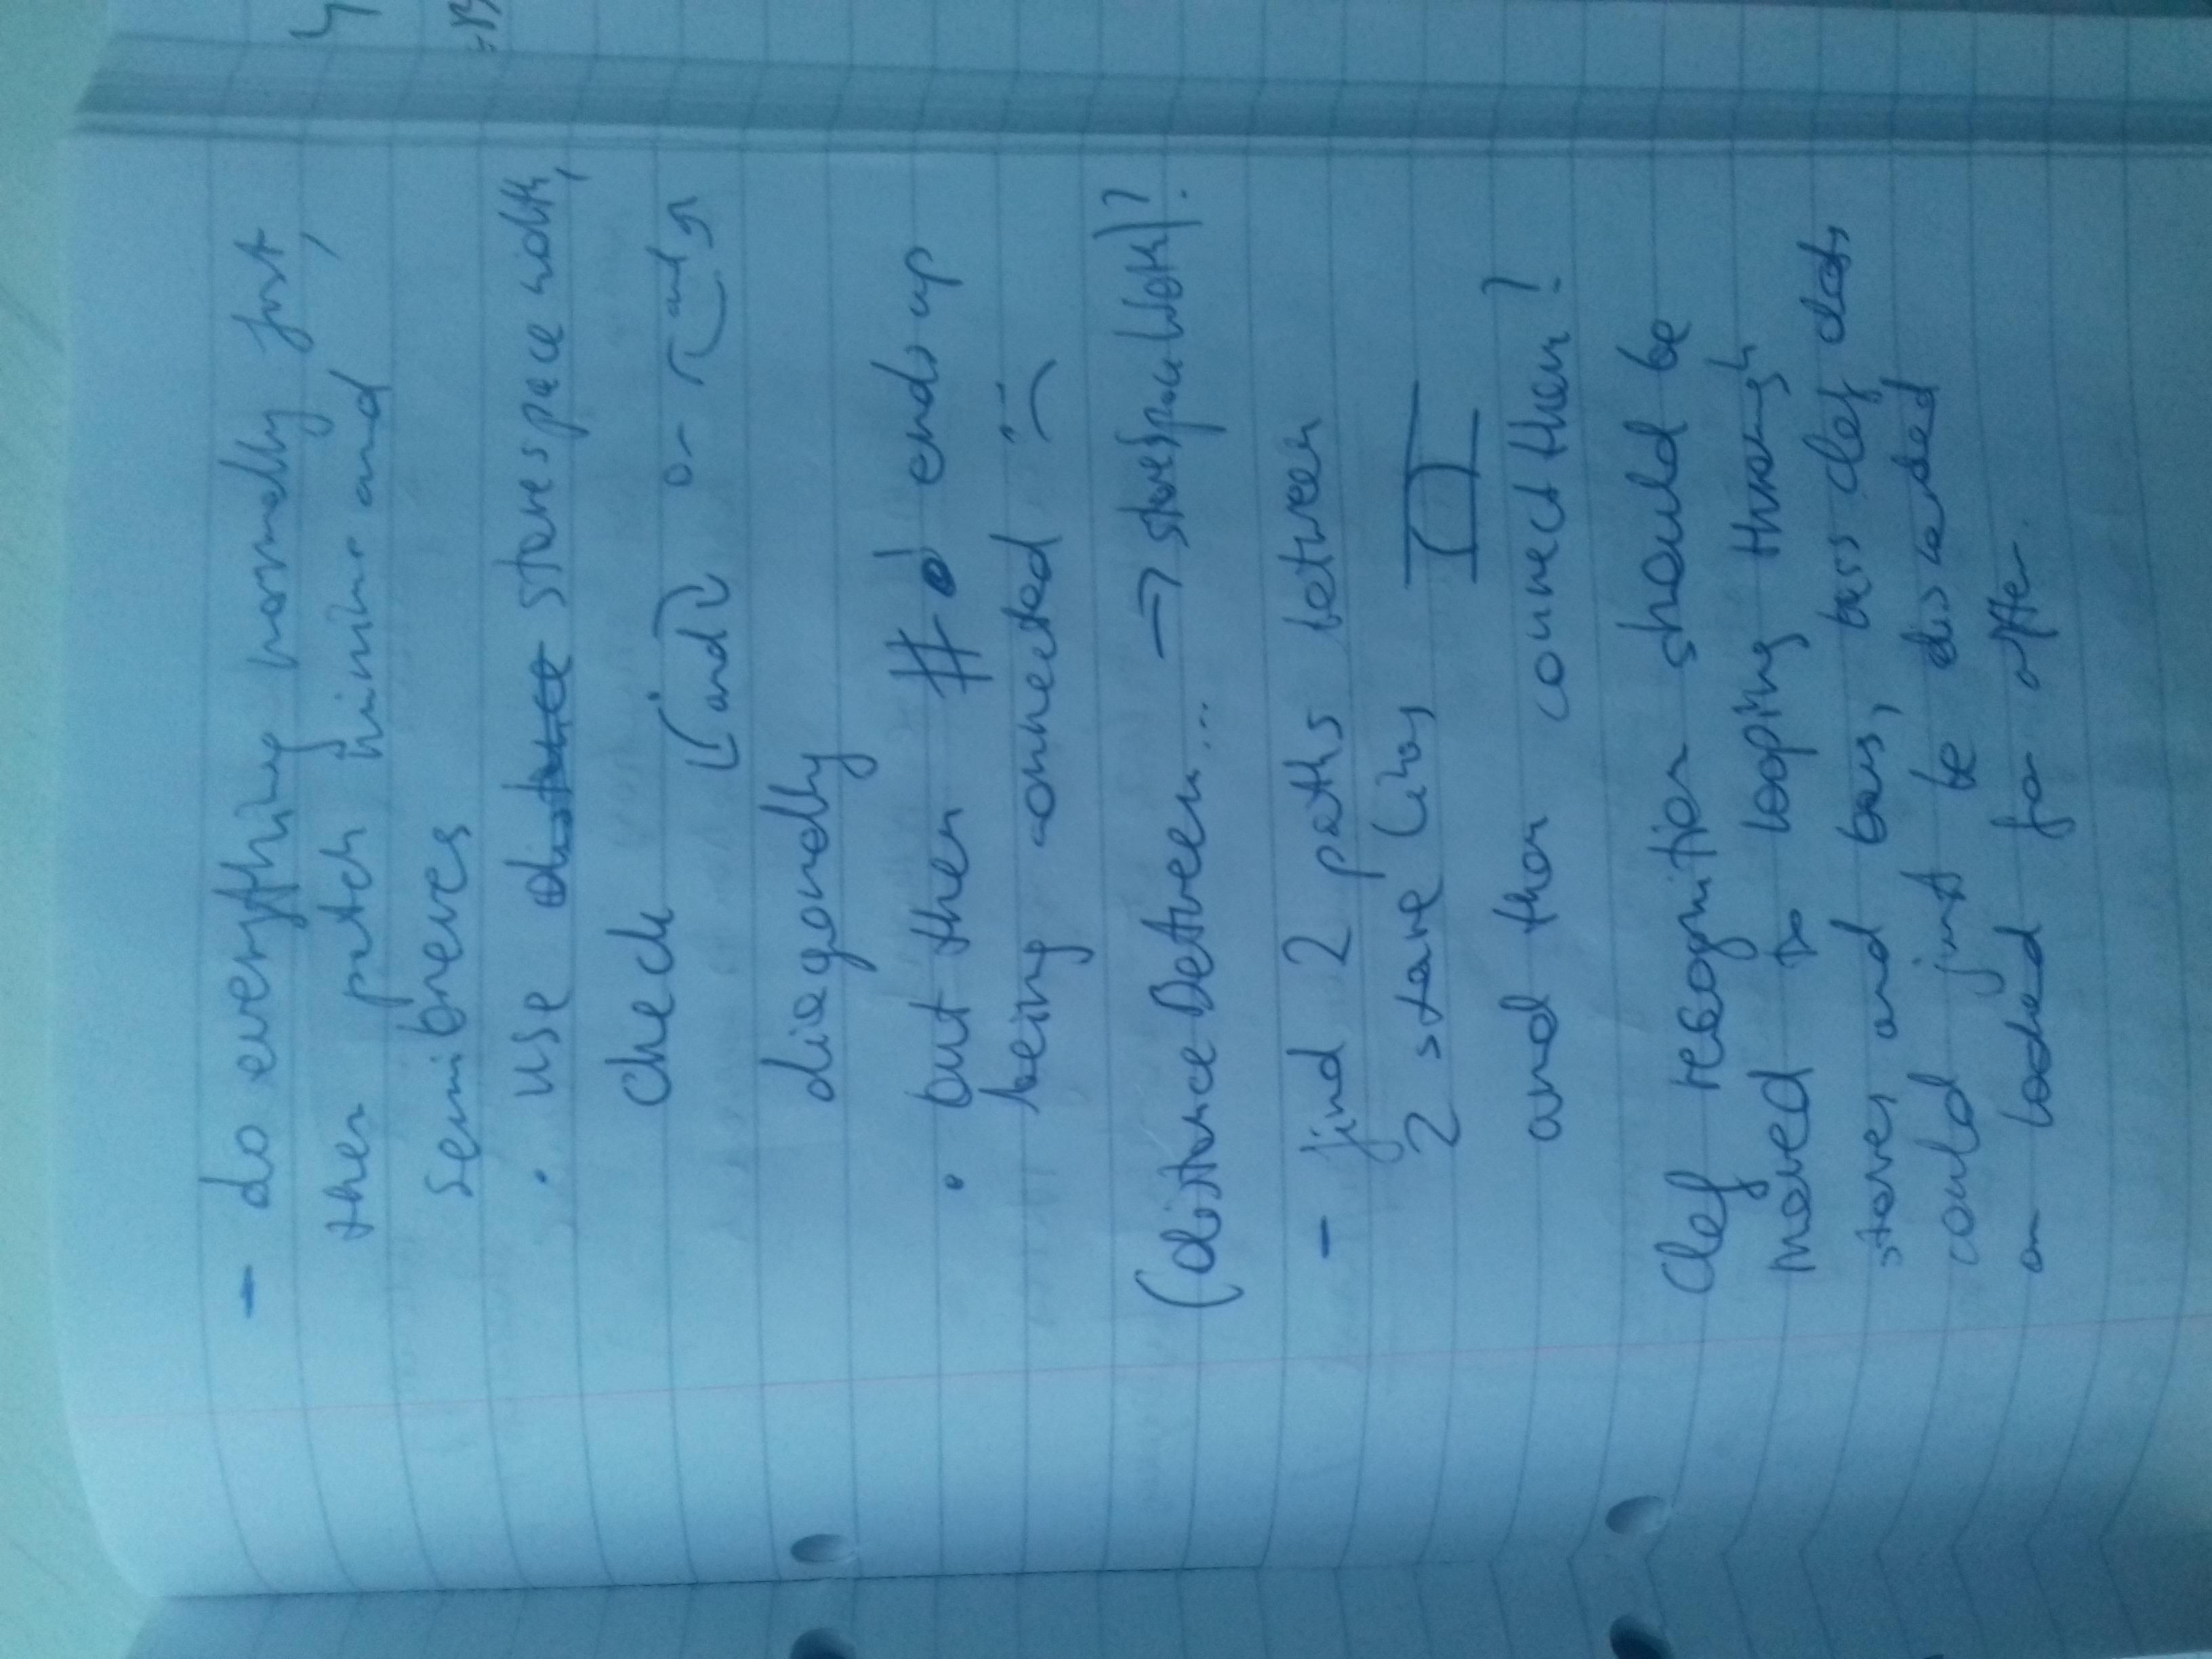 - do everything normally first,
then patch minims and
semibreves
• use distance stavespace width,
check
(and) or and
diagonally
• but then # ends up
being connected :(
(distanceBetween... → staveSpaceWidth)?
- find 2 paths between
2 stave lines
and then connect them?
Clef recognition should be
moved to looping through
staves and bars, bass clef dots
could just be discarded
or looked for after.